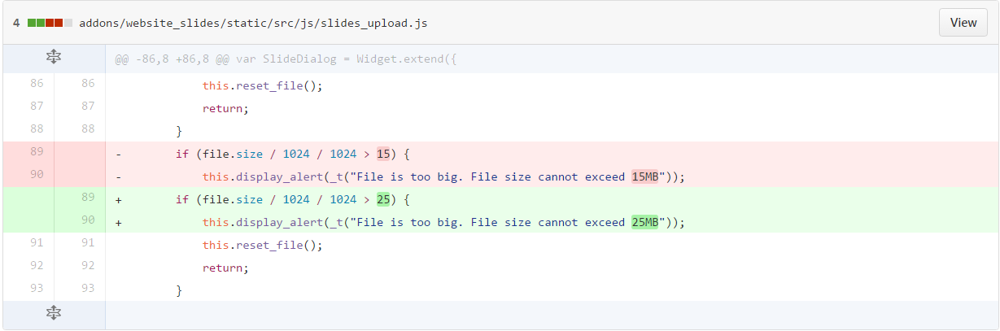 4 addons/website_slides/static/src/js/slides_upload.js View
@@ -86,8 +86,8 @@ var SlideDialog = Widget.extend({
86 86 this.reset_file();
87 87 return;
88 88 }
89 - if (file.size / 1024 / 1024 > 15) {
90 - this.display_alert(_t("File is too big. File size cannot exceed 15MB"));
89 + if (file.size / 1024 / 1024 > 25) {
90 + this.display_alert(_t("File is too big. File size cannot exceed 25MB"));
91 91 this.reset_file();
92 92 return;
93 93 }